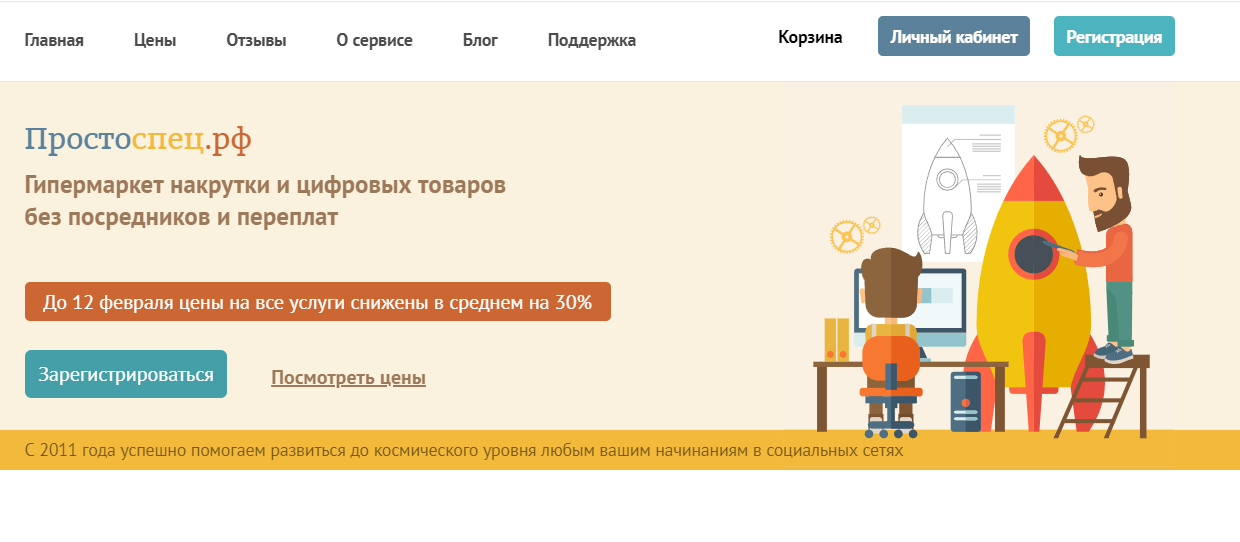 Главная Цены Отзывы О сервисе Блог Поддержка Корзина Личный кабинет Регистрация
Простоспец.рф
Гипермаркет накрутки и цифровых товаров
без посредников и переплат
До 12 февраля цены на все услуги снижены в среднем на 30%
Зарегистрироваться Посмотреть цены
С 2011 года успешно помогаем развиться до космического уровня любым вашим начинаниям в социальных сетях